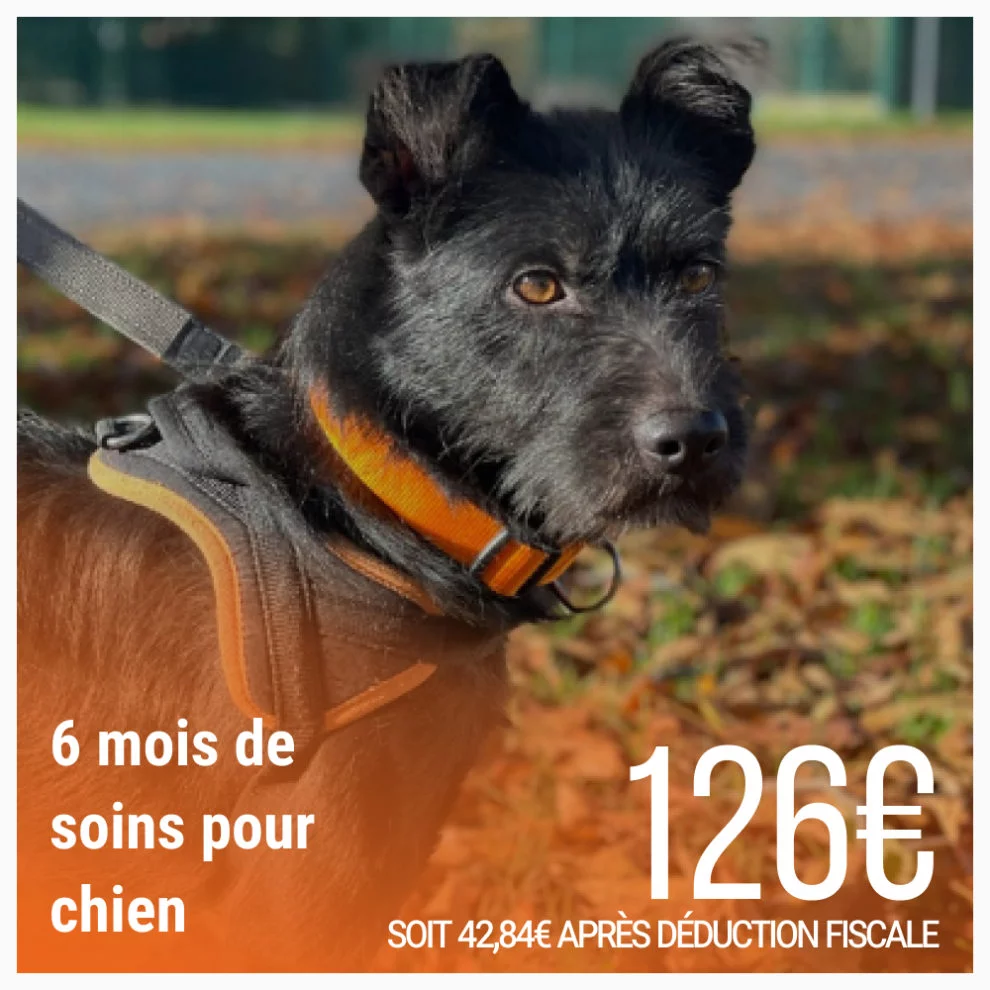 6 mois de
soins pour
chien
126€
SOIT 42,84€ APRÈS DÉDUCTION FISCALE